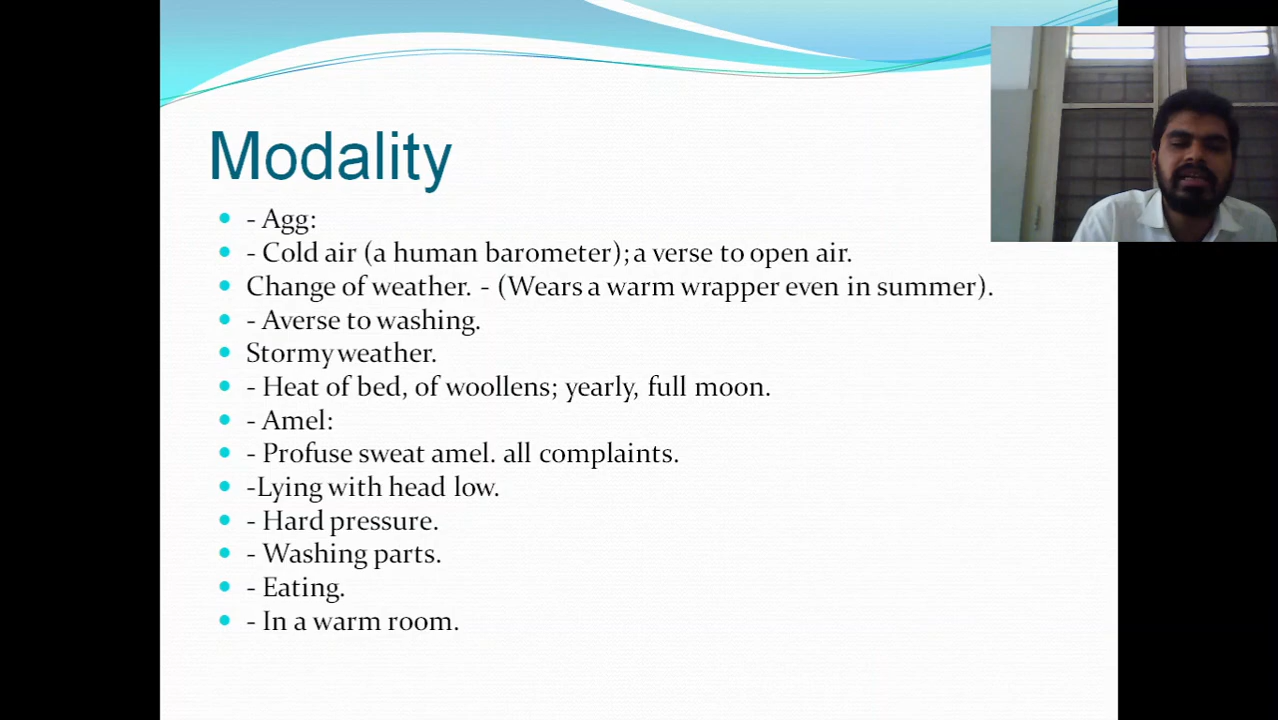 Modality
- Agg:
- Cold air (a human barometer); a verse to open air.
Change of weather. - (Wears a warm wrapper even in summer).
- Averse to washing.
Stormy weather.
- Heat of bed, of woollens; yearly, full moon.
- Amel:
- Profuse sweat amel. all complaints.
-Lying with head low.
- Hard pressure.
- Washing parts.
- Eating.
- In a warm room.